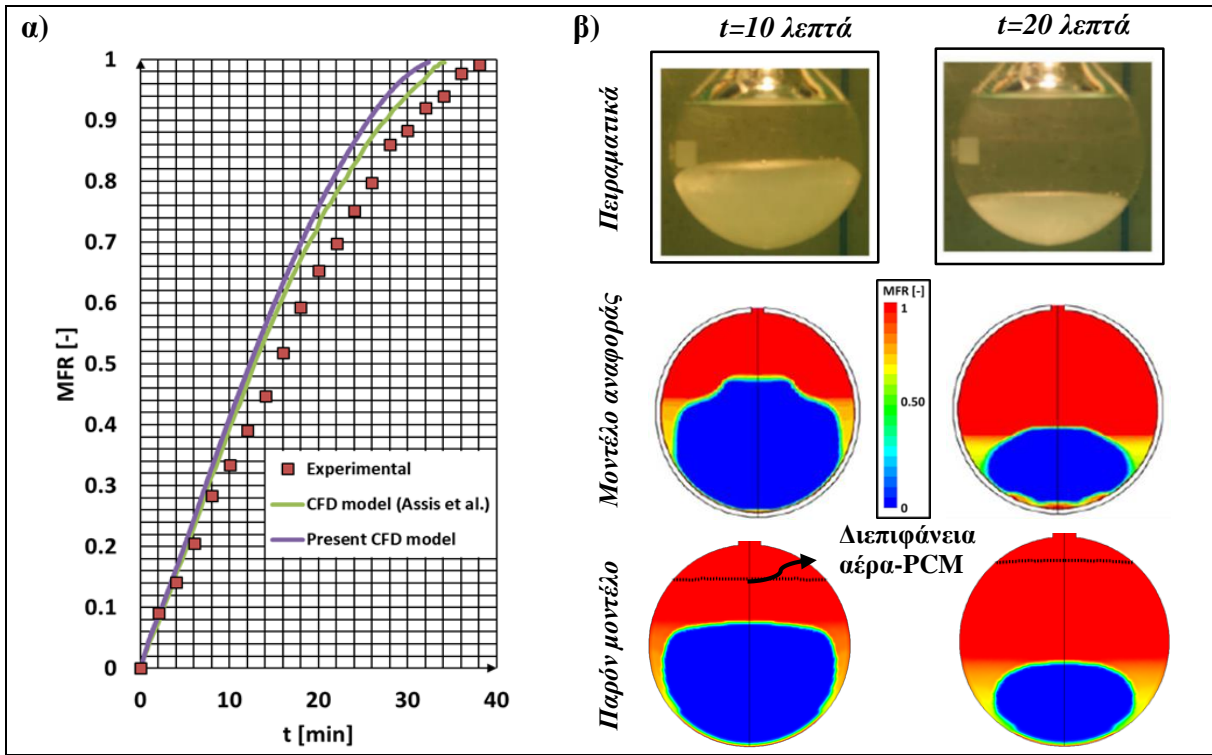 α)
1
0.9
0.8
0.7
0.6
0.5
0.4
0.3
0.2
0.1
0
MFR [-]
Experimental
CFD model (Assis et al.)
Present CFD model
0
10
20
30
40
t [min]
β)
t=10 λεπτά
t=20 λεπτά
Πειραματικά
Μοντέλο αναφοράς
MFR [-]
1
0.50
0
Παρόν μοντέλο
Διεπιφάνεια
αέρα-PCM